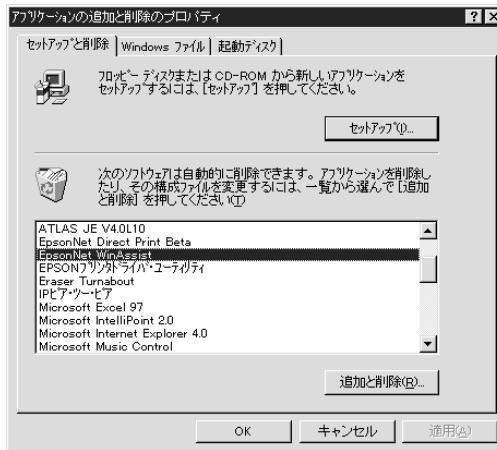 アプリケーションの追加と削除のプロパティ
セットアップと削除
Windows ファイル
起動ディスク
フロッピー ディスクまたは CD-ROM から新しいアプリケーションを
セットアップするには、[セットアップ] を押してください。
セットアップ(I)...
次のソフトウェアは自動的に削除できます。アプリケーションを削除し
たり、その構成ファイルを変更するには、一覧から選んで [追加
と削除] を押してください(T)
ATLAS JE V4.0L10
EpsonNet Direct Print Beta
EpsonNet WinAssist
EPSONプリンタドライバ・ユーティリティ
Eraser Turnabout
IPピア・ツー・ピア
Microsoft Excel 97
Microsoft IntelliPoint 2.0
Microsoft Internet Explorer 4.0
Microsoft Music Control
追加と削除(R)...
OK
キャンセル
適用(A)